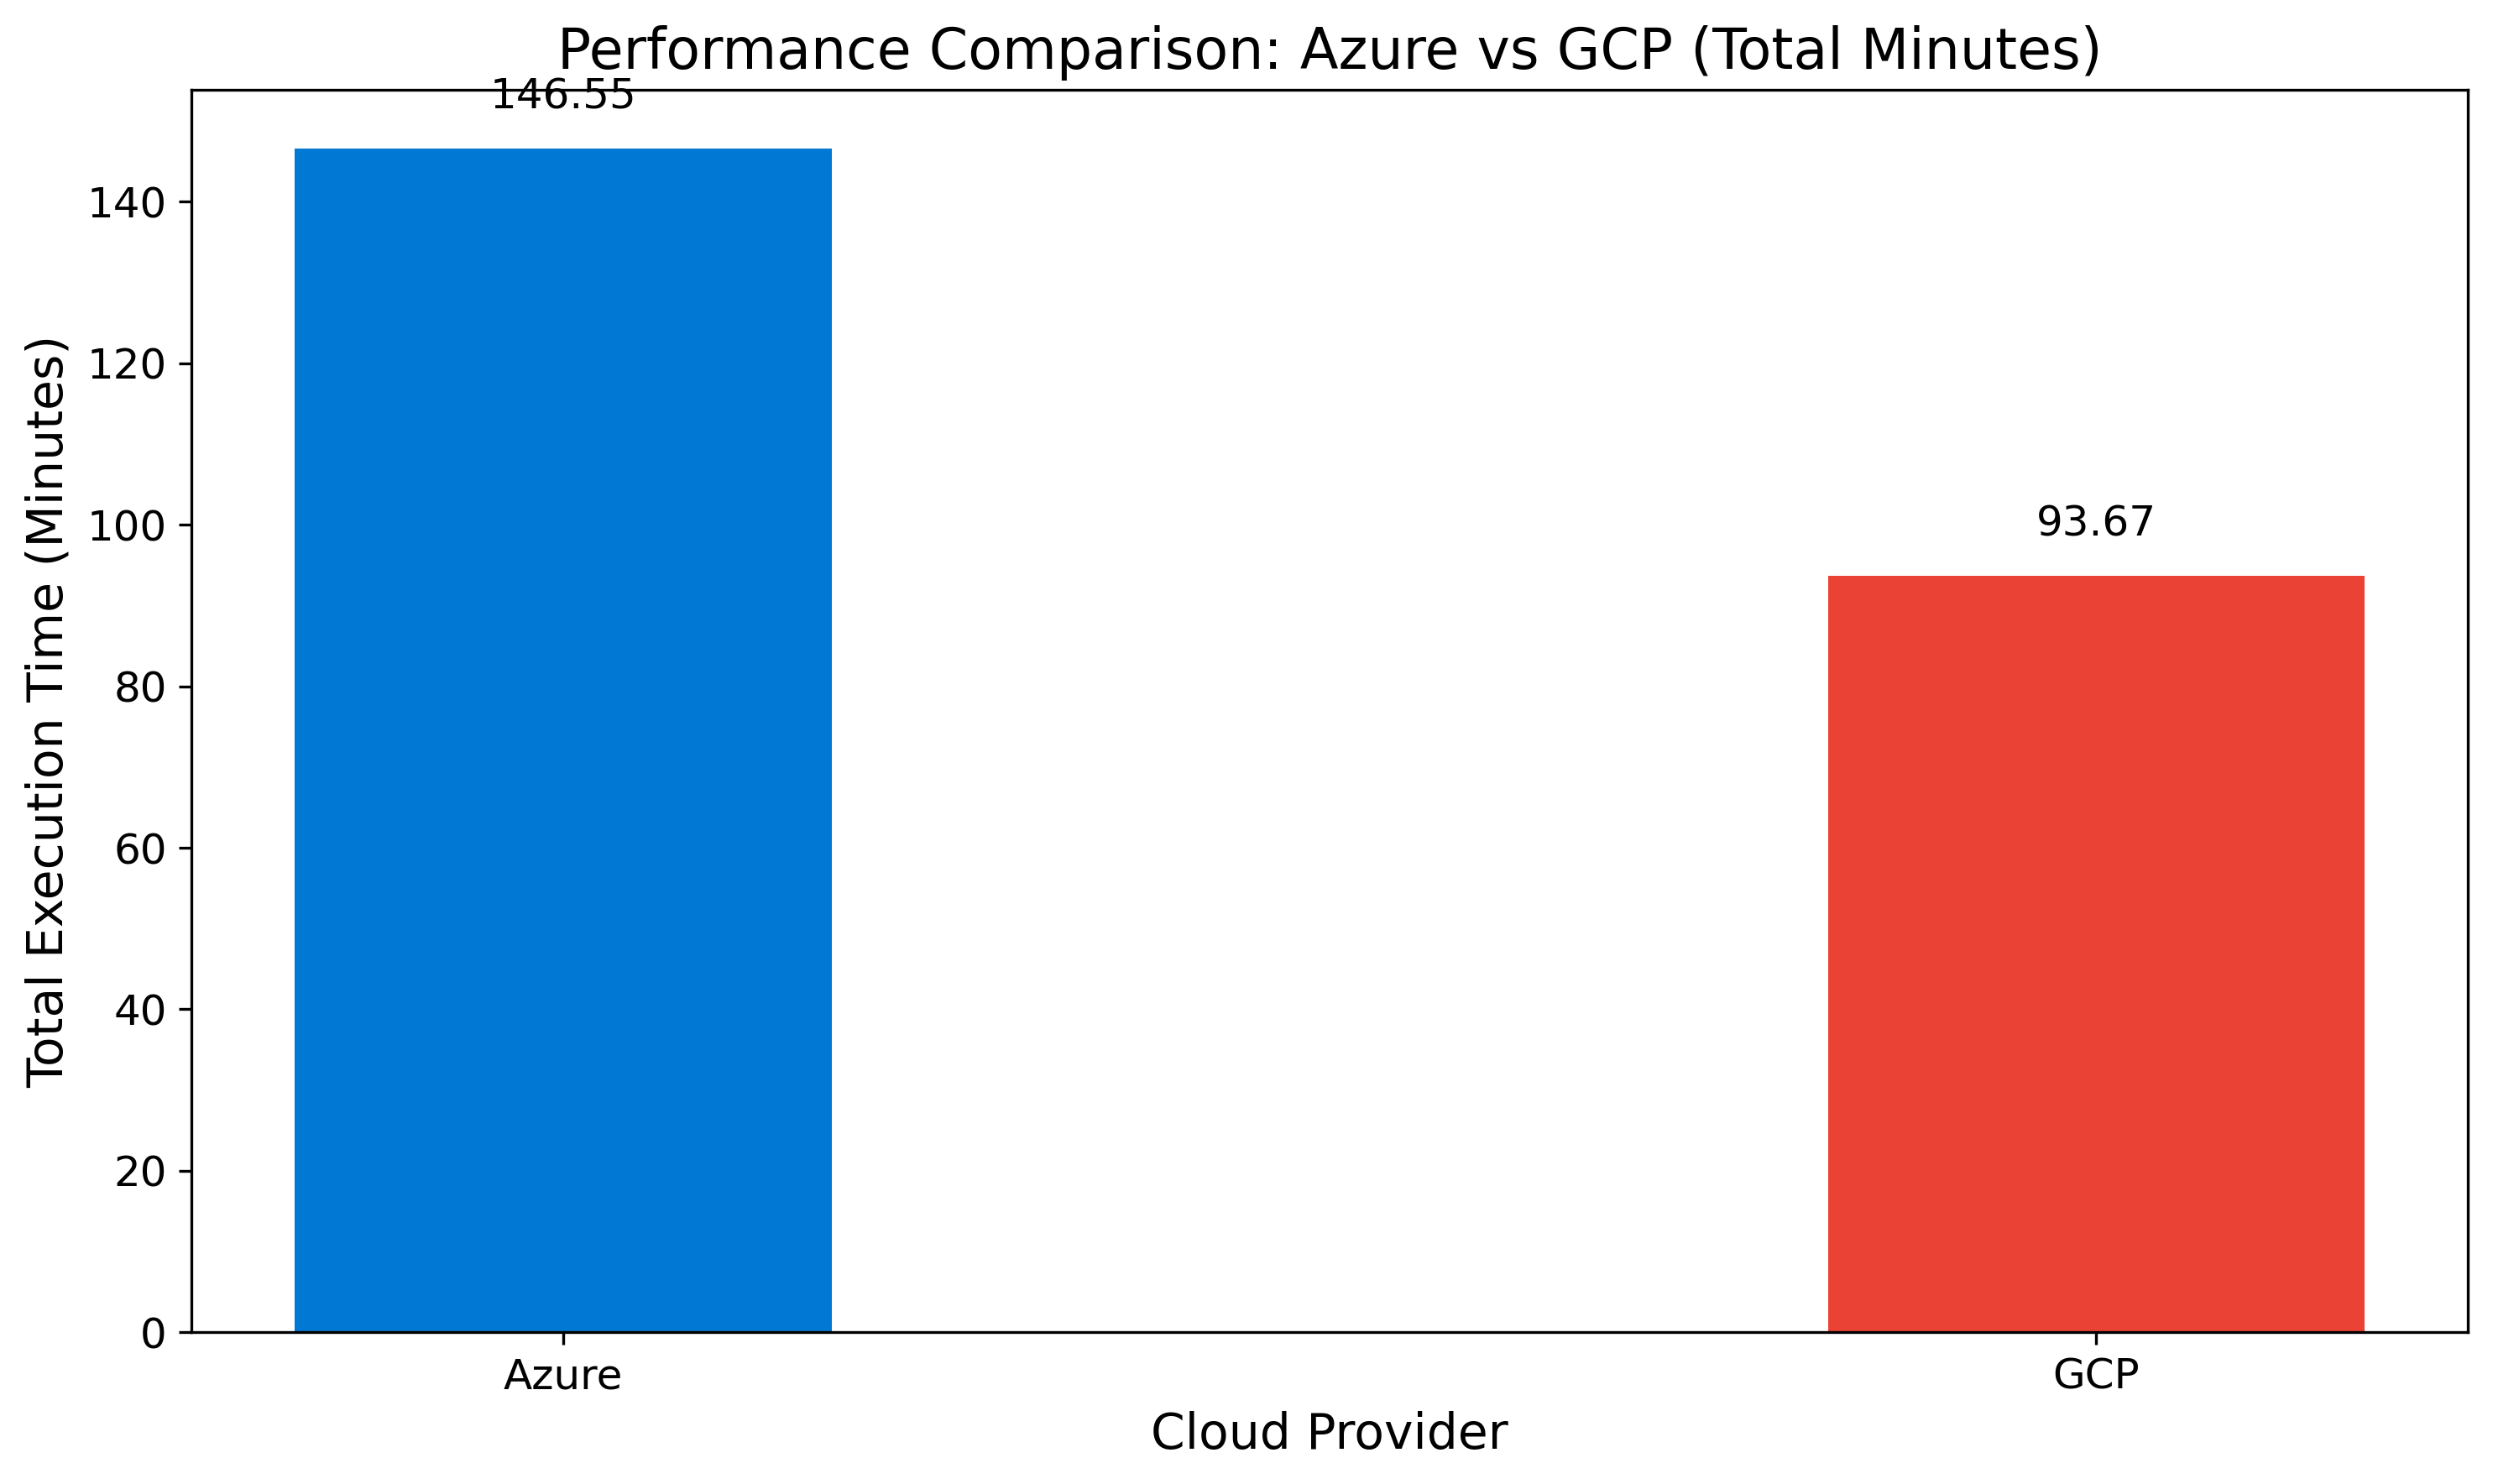 Performance Comparison: Azure vs GCP (Total Minutes)
146.55
93.67
Total Execution Time (Minutes)
140
120
100
80
60
40
20
0
Azure
GCP
Cloud Provider